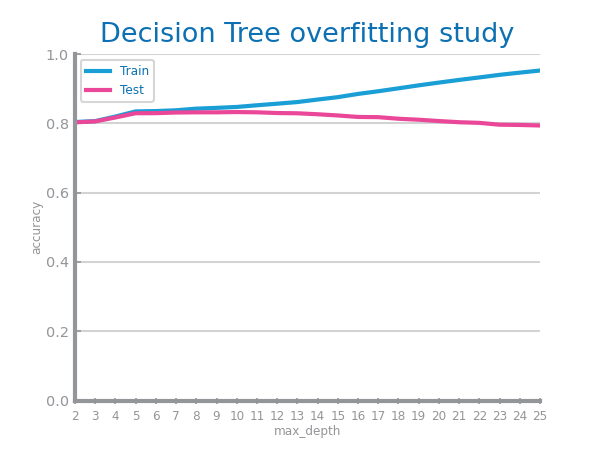 Decision Tree overfitting study
1.0
Train
Test
0.8
0.6
accuracy
0.4
0.2
0.0
2 3 4 5 6 7 8 9 10 11 12 13 14 15 16 17 18 19 20 21 22 23 24 25
max_depth